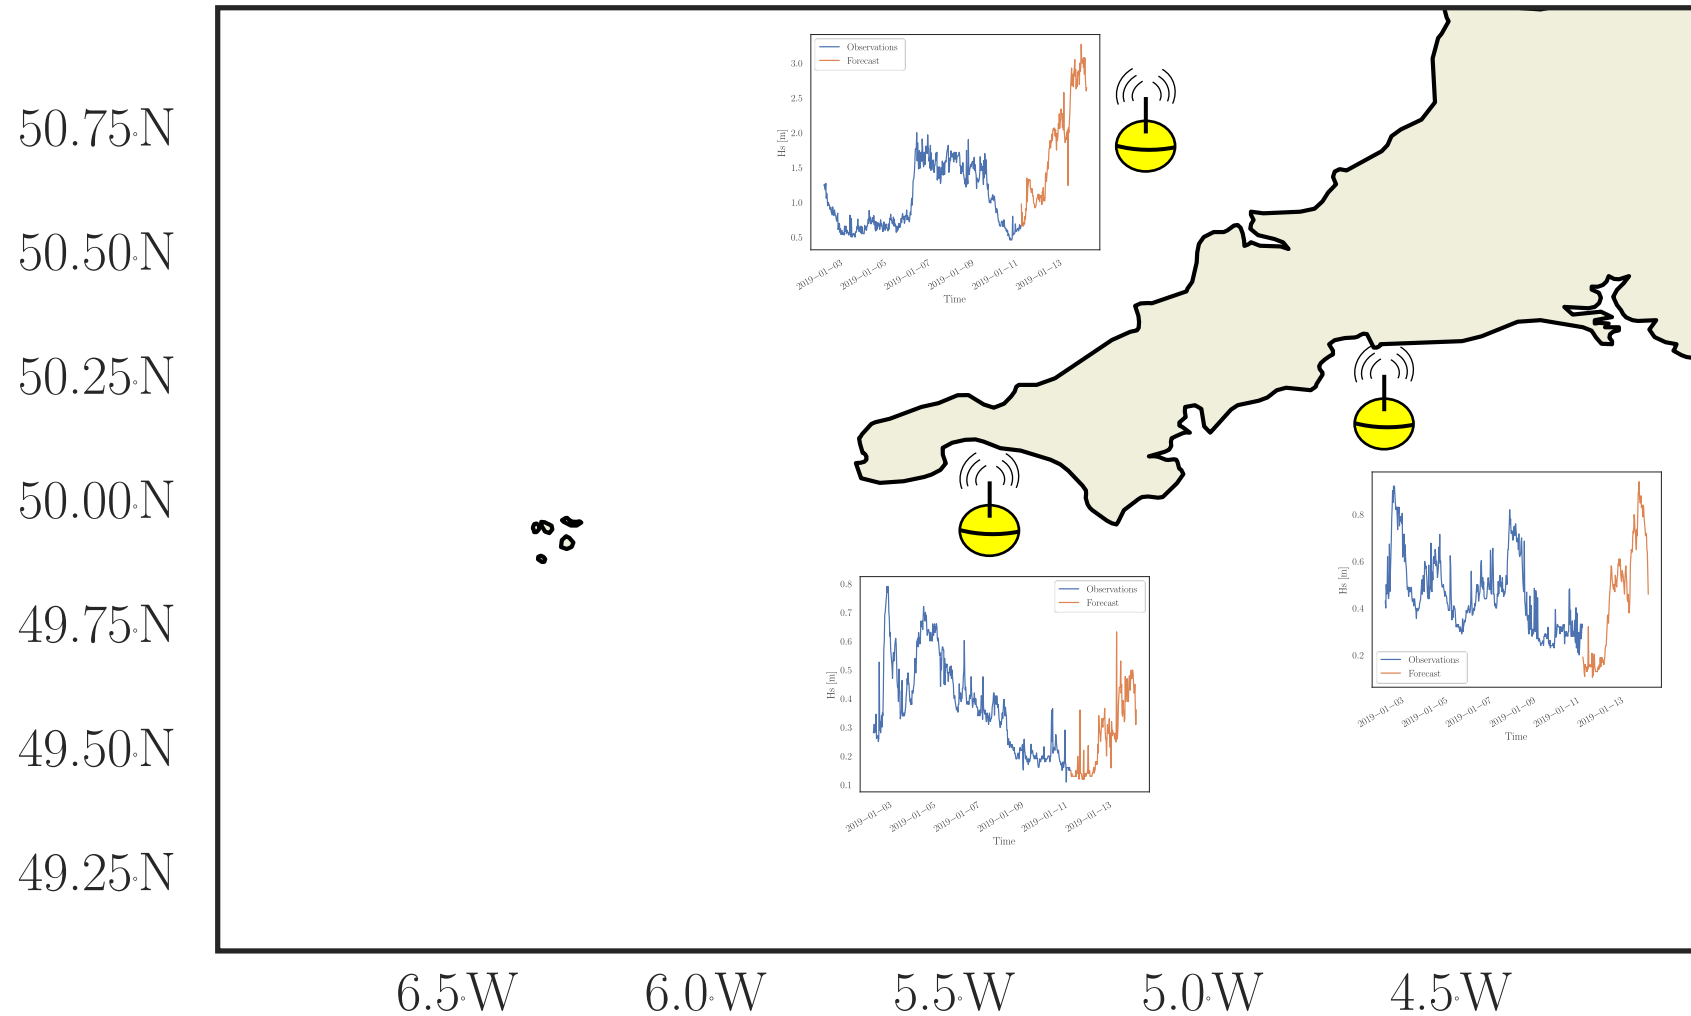 50.75°N
50.50°N
50.25°N
50.00°N
49.75°N
49.50°N
49.25°N
6.5°W
6.0°W
5.5°W
5.0°W
4.5°W
Observations
Forecast
3.0
2.5
2.0
1.5
1.0
0.5
Hs [m]
2019-01-03
2019-01-05
2019-01-07
2019-01-09
2019-01-11
2019-01-13
Time
Observations
Forecast
0.8
0.7
0.6
0.5
0.4
0.3
0.2
0.1
Hs [m]
2019-01-03
2019-01-05
2019-01-07
2019-01-09
2019-01-11
2019-01-13
Time
0.8
0.6
0.4
0.2
Hs [m]
Observations
Forecast
2019-01-03
2019-01-05
2019-01-07
2019-01-09
2019-01-11
2019-01-13
Time